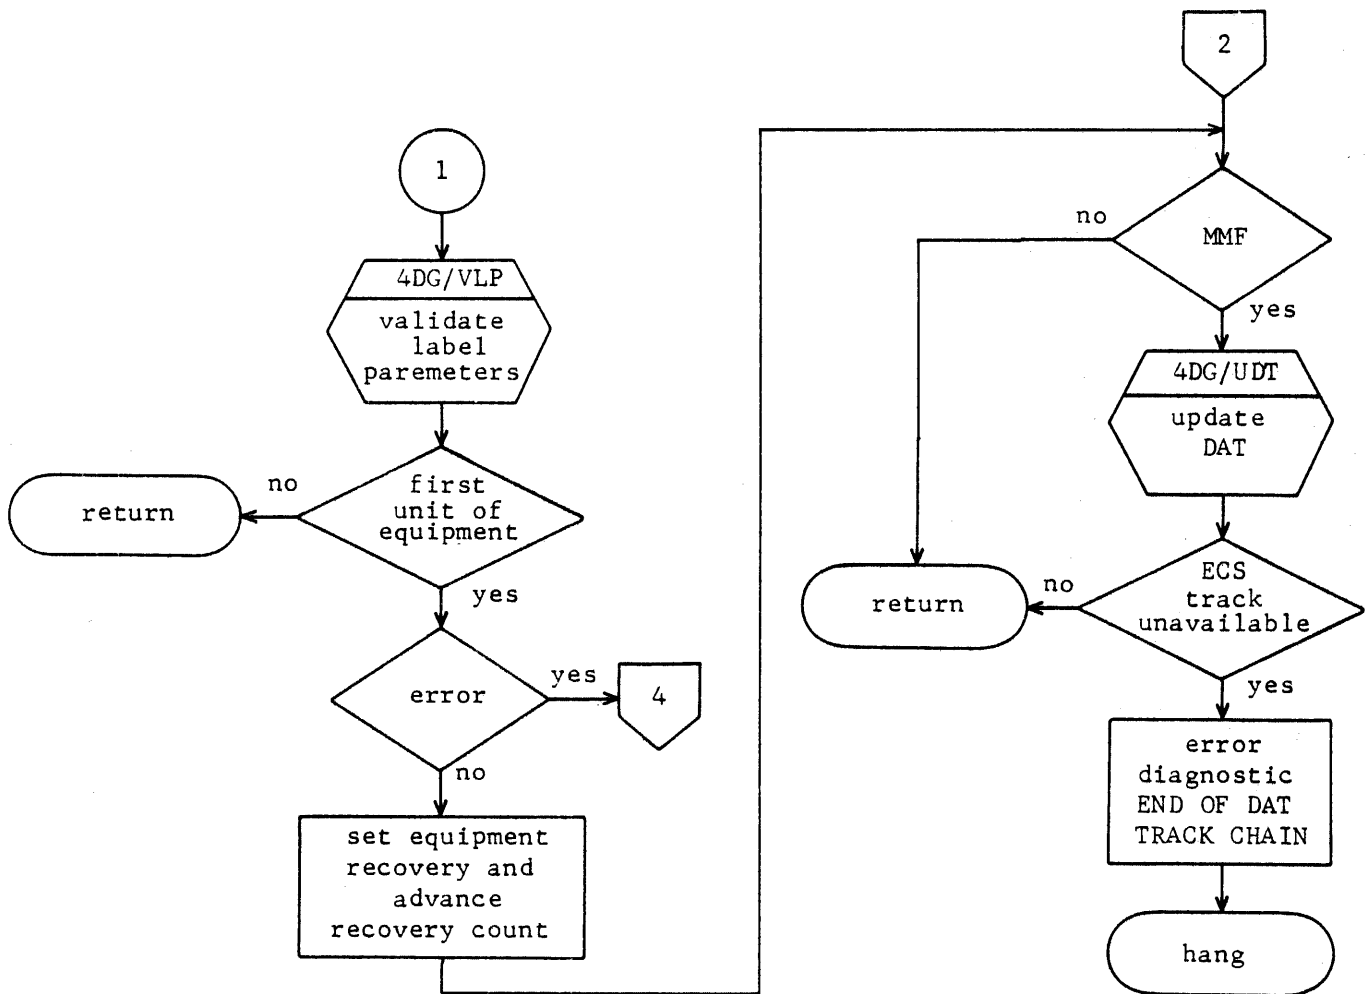 1
4DG/VLP
validate
label
paremeters
first
unit of
equipment
no
return
yes
error
yes
4
no
set equipment
recovery and
advance
recovery count
2
MMF
no
yes
4DG/UDT
update
DAT
ECS
track
unavailable
no
return
yes
error
diagnostic
END OF DAT
TRACK CHAIN
hang